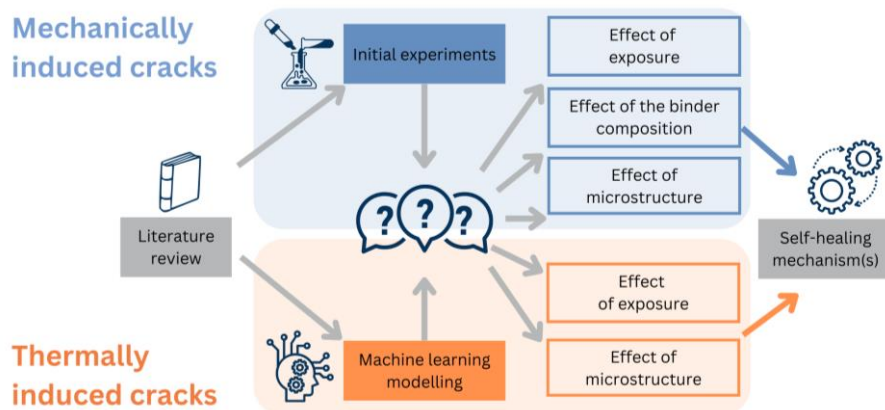 Mechanically
induced cracks
Initial experiments
Effect of
exposure
Effect of the binder
composition
Effect of
microstructure
? ? ?
Literature
review
Self-healing
mechanism(s)
Effect
of exposure
Thermally
induced cracks
Machine learning
modelling
Effect of
microstructure